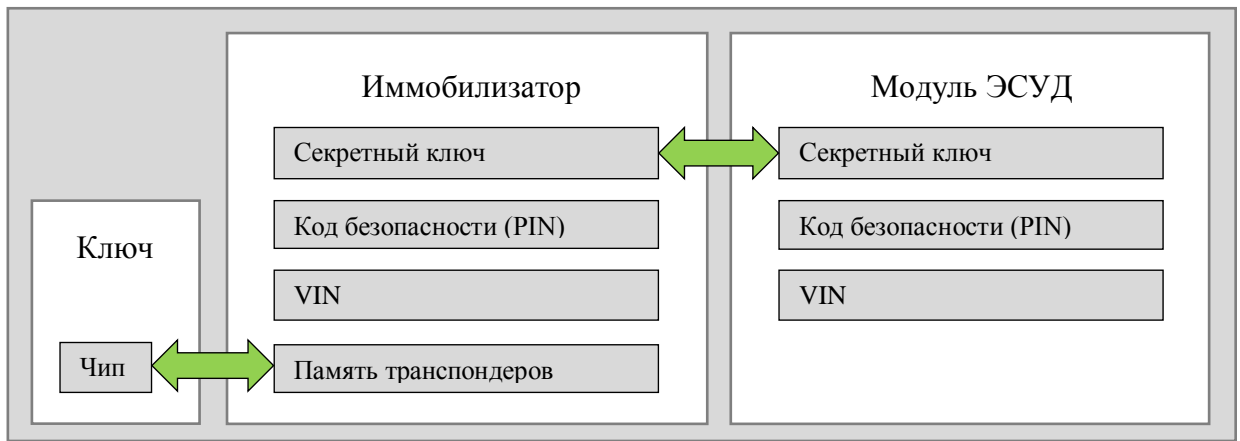 Иммобилизатор
Модуль ЭСУД
Секретный ключ
Секретный ключ
Код безопасности (PIN)
Код безопасности (PIN)
Ключ
VIN
VIN
Чип
Память транспондеров